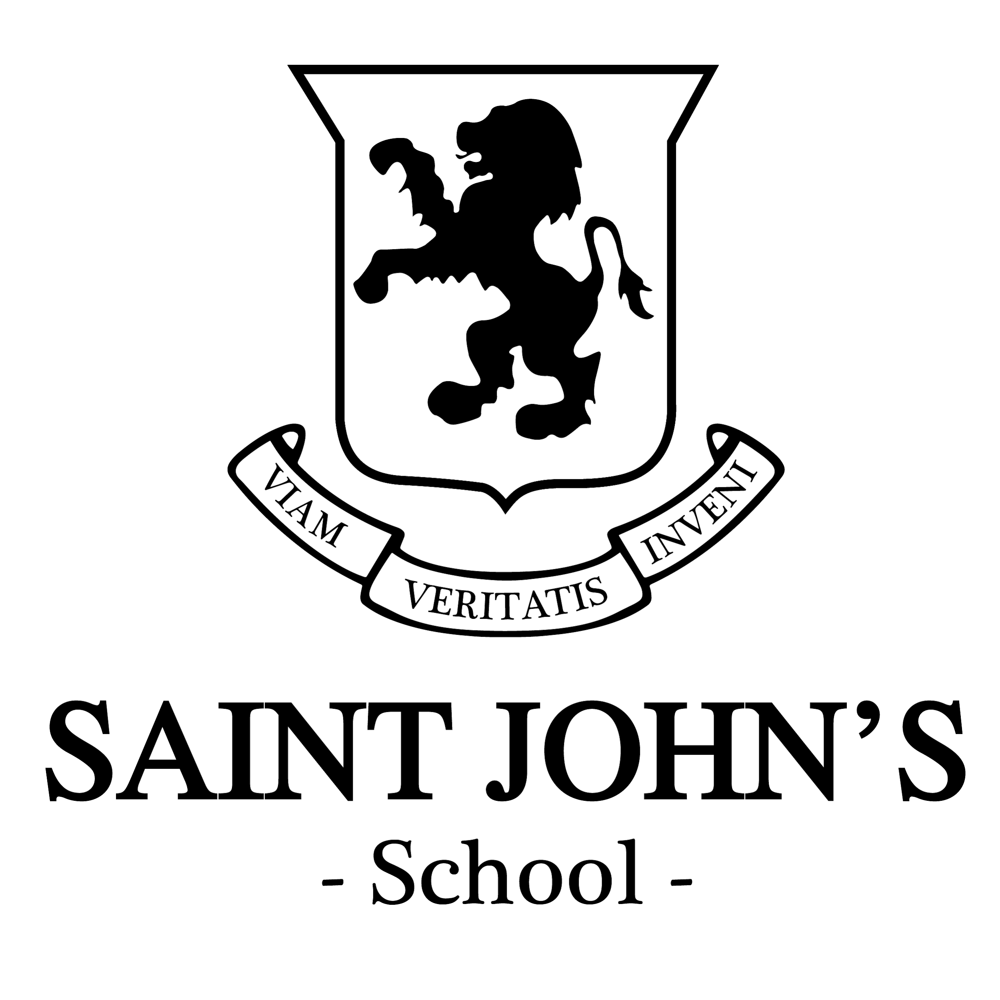 VIAM VERITATIS INVENI
SAINT JOHN’S
- School -